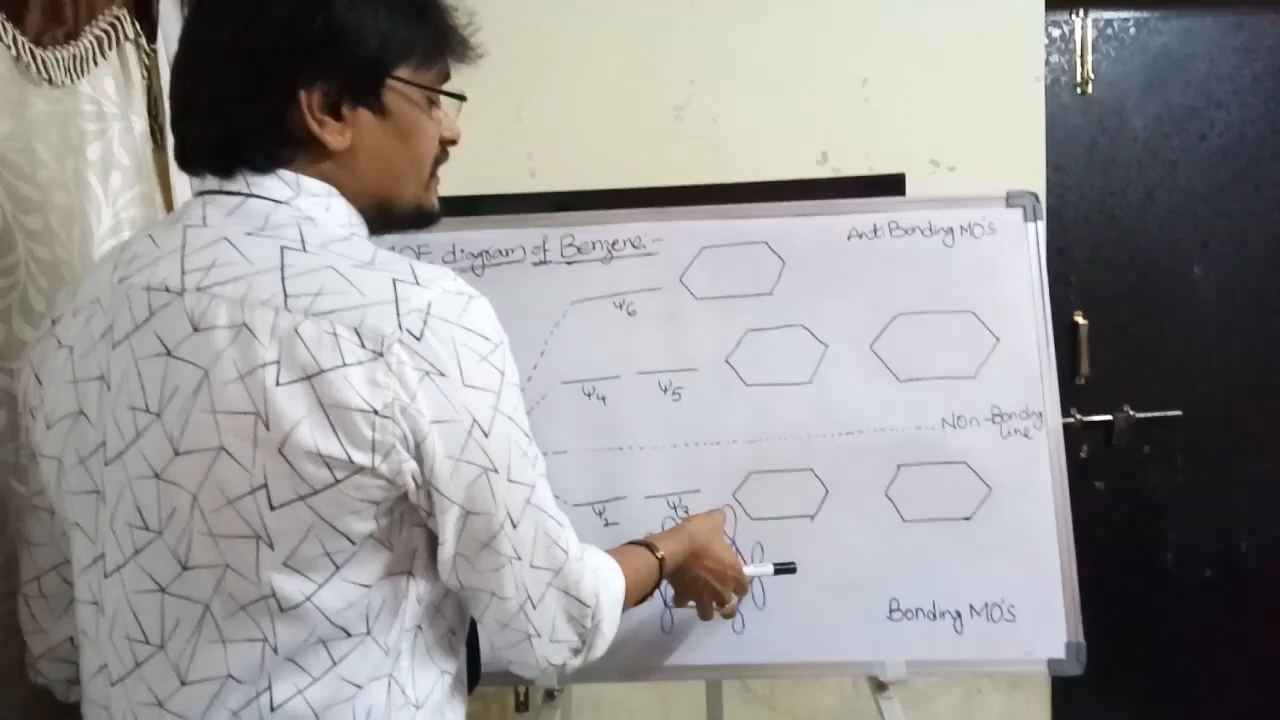 diagram of Benzene:-
Anti Bonding MO's
Ψ6
Ψ4 Ψ5
Non-Bonding
line
Ψ2 Ψ3
Bonding MO's